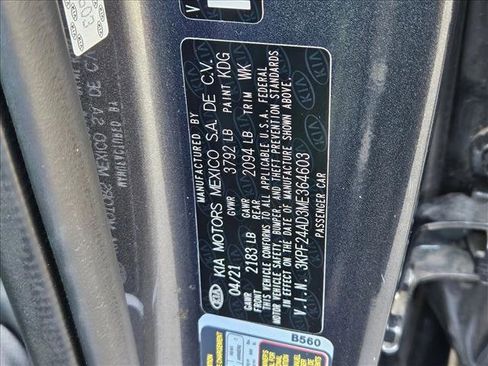 MANUFACTURED BY
KIA KIA MOTORS MEXICO S.A. DE C.V.
04/21 GVWR 3792 LB PAINT KDG
GAWR FRONT 2183 LB GAWR REAR 2094 LB TRIM WK
THIS VEHICLE CONFORMS TO ALL APPLICABLE U.S.A. FEDERAL
MOTOR VEHICLE SAFETY, BUMPER, AND THEFT PREVENTION STANDARDS
IN EFFECT ON THE DATE OF MANUFACTURE SHOWN ABOVE.
V.I.N. 3KPF24AD3ME364603
PASSENGER CAR
B560